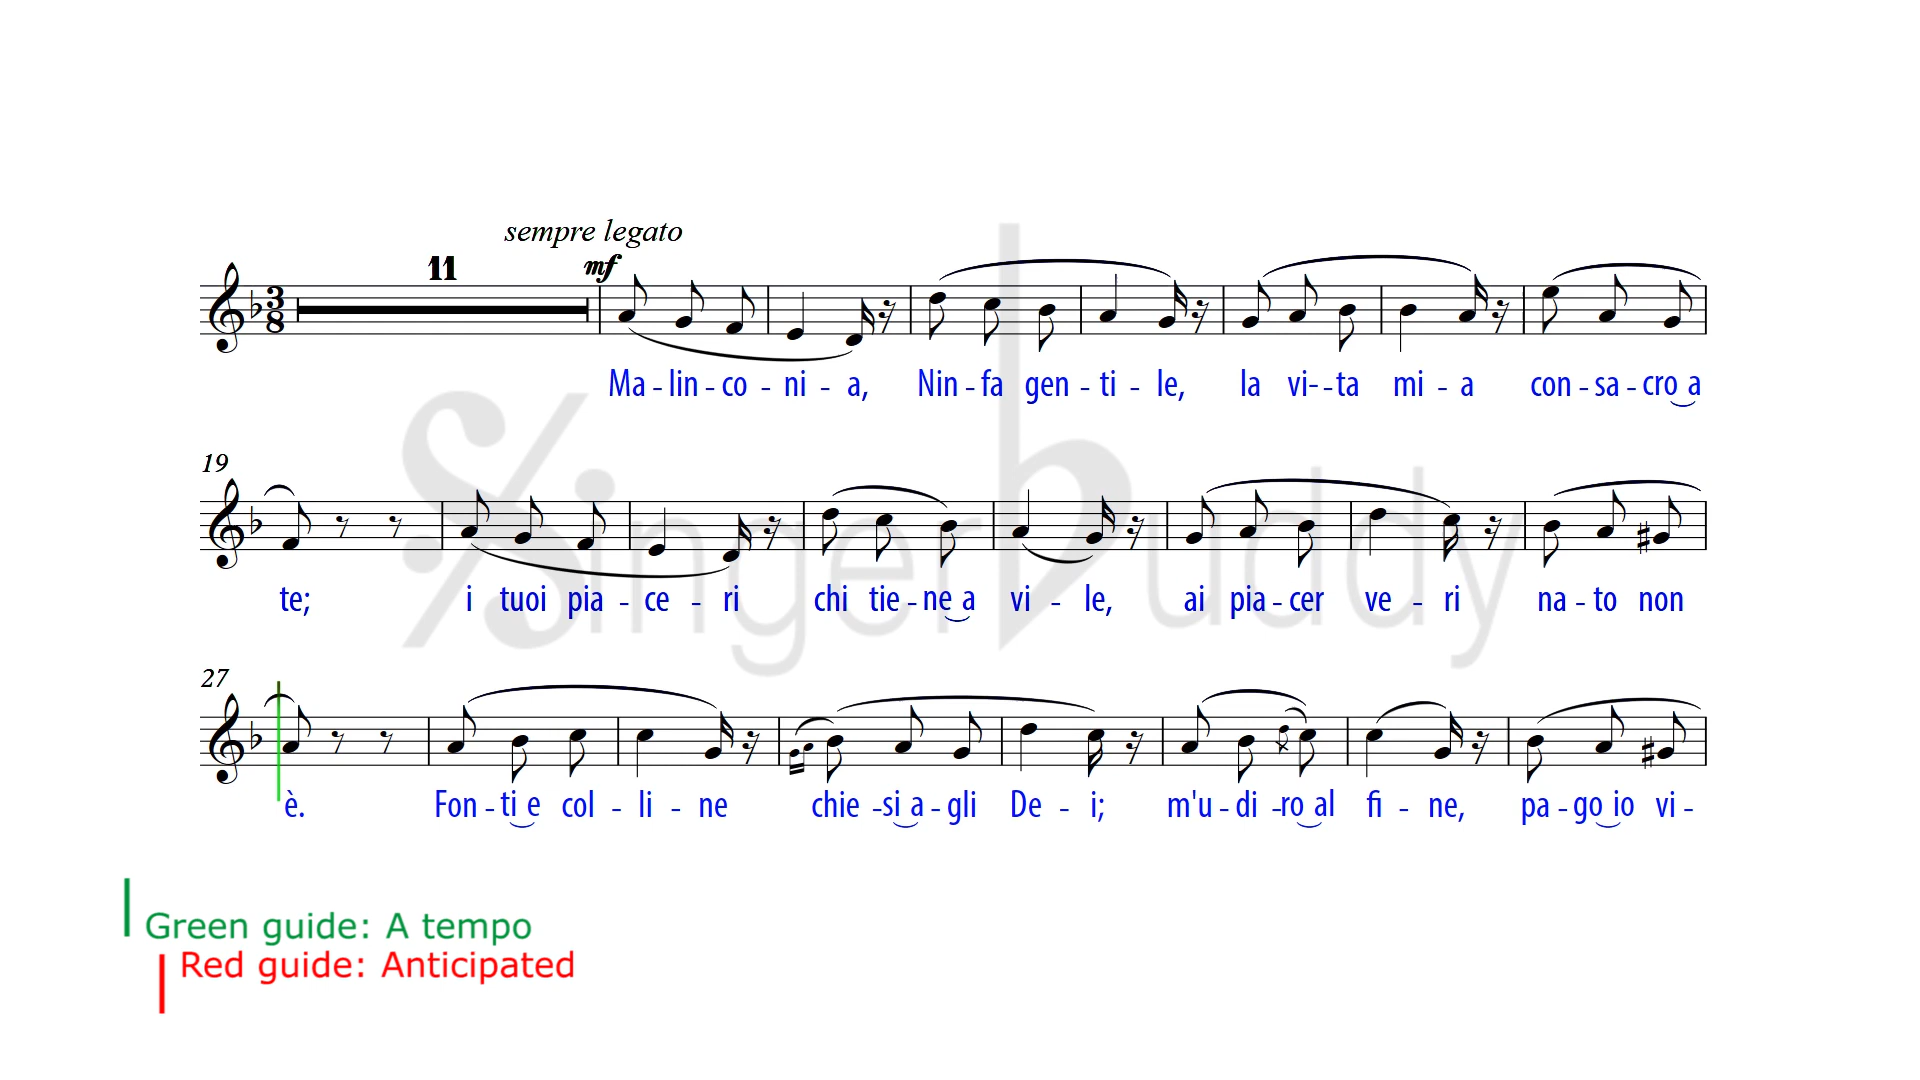 sempre legato
11
mf
3
8
Ma - lin - co - ni - a, Nin - fa gen - ti - le, la vi- -ta mi - a con - sa - cro a
19
te; i tuoi pia - ce - ri chi tie - ne a vi - le, ai pia - cer ve - ri na - to non
27
è. Fon - ti e col - li - ne chie - si a - gli De - i; m'u - di - ro al fi - ne, pa - go io vi -
Singerbuddy
Green guide: A tempo
Red guide: Anticipated